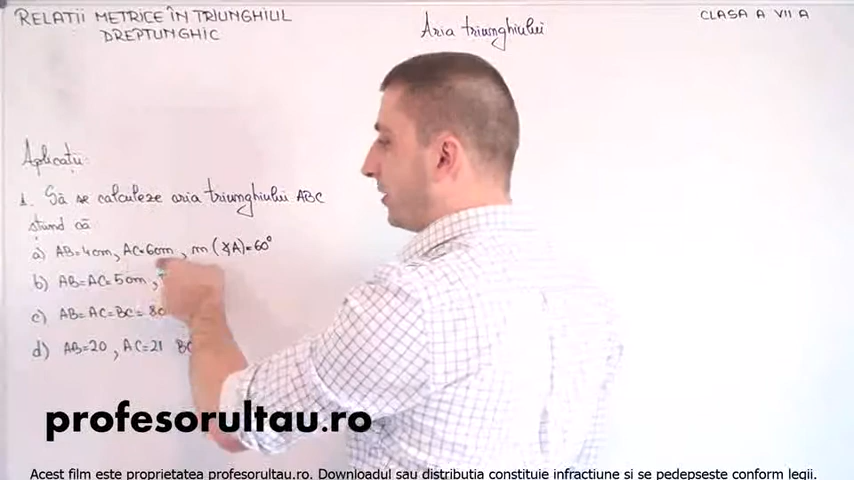 RELAȚII METRICE ÎN TRIUNGHIUL
DREPTUNGHIC
Aria triunghiului
CLASA A VII A
Aplicații:
1. Să se calculeze aria triunghiului ABC
știind că
a) AB=4cm, AC=6cm, m(∢A)=60°
b) AB=AC=5cm,
c) AB=AC=BC=
d) AB=20, AC=21
profesorultau.ro
Acest film este proprietatea profesorultau.ro. Downloadul sau distributia constituie infractiune si se pedepseste conform legii.